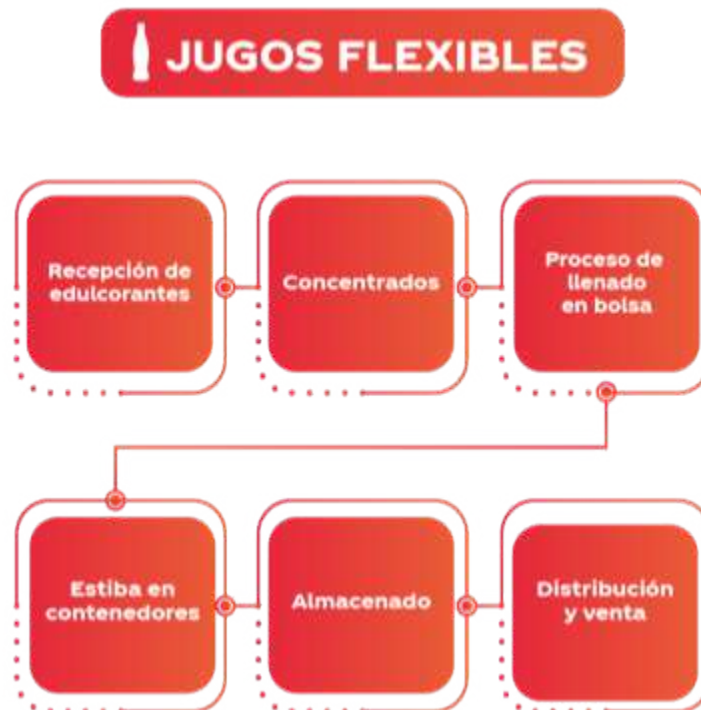 JUGOS FLEXIBLES
Recepción de
edulcorantes
Concentrados
Proceso de
llenado
en bolsa
Estiba en
contenedores
Almacenado
Distribución
y venta